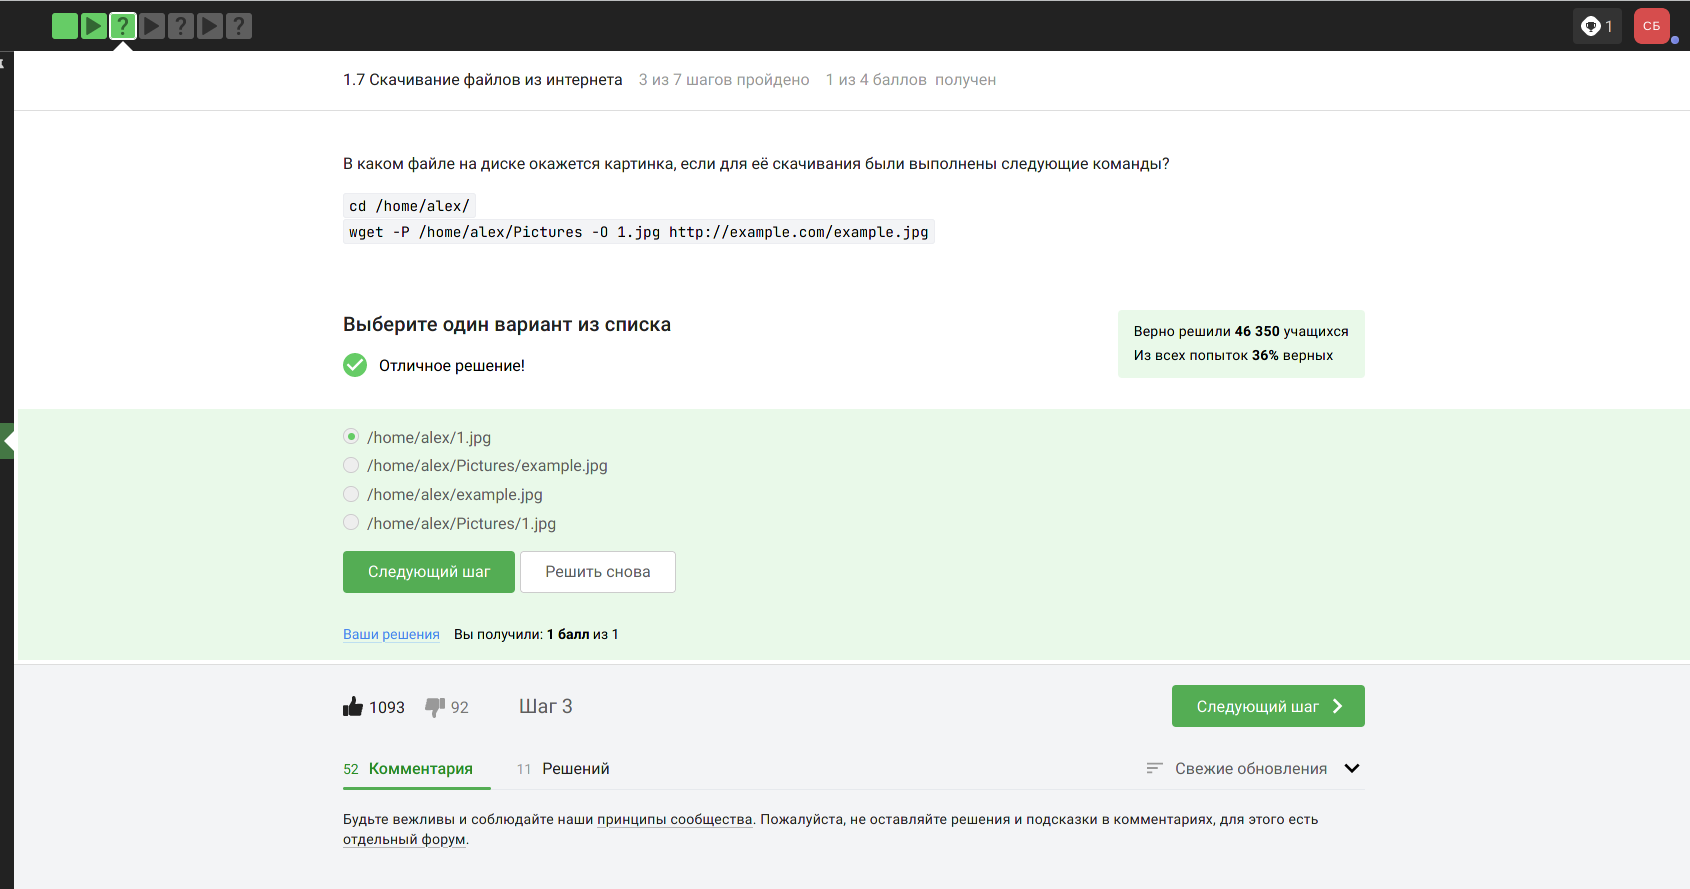 ?
?
?
1
СБ
1.7 Скачивание файлов из интернета 3 из 7 шагов пройдено 1 из 4 баллов получен
В каком файле на диске окажется картинка, если для её скачивания были выполнены следующие команды?
cd /home/alex/
wget -P /home/alex/Pictures -O 1.jpg http://example.com/example.jpg
Выберите один вариант из списка
Верно решили 46 350 учащихся
Из всех попыток 36% верных
Отличное решение!
/home/alex/1.jpg
/home/alex/Pictures/example.jpg
/home/alex/example.jpg
/home/alex/Pictures/1.jpg
Следующий шаг Решить снова
Ваши решения Вы получили: 1 балл из 1
1093 92 Шаг 3 Следующий шаг
52 Комментария 11 Решений Свежие обновления
Будьте вежливы и соблюдайте наши принципы сообщества. Пожалуйста, не оставляйте решения и подсказки в комментариях, для этого есть
отдельный форум.